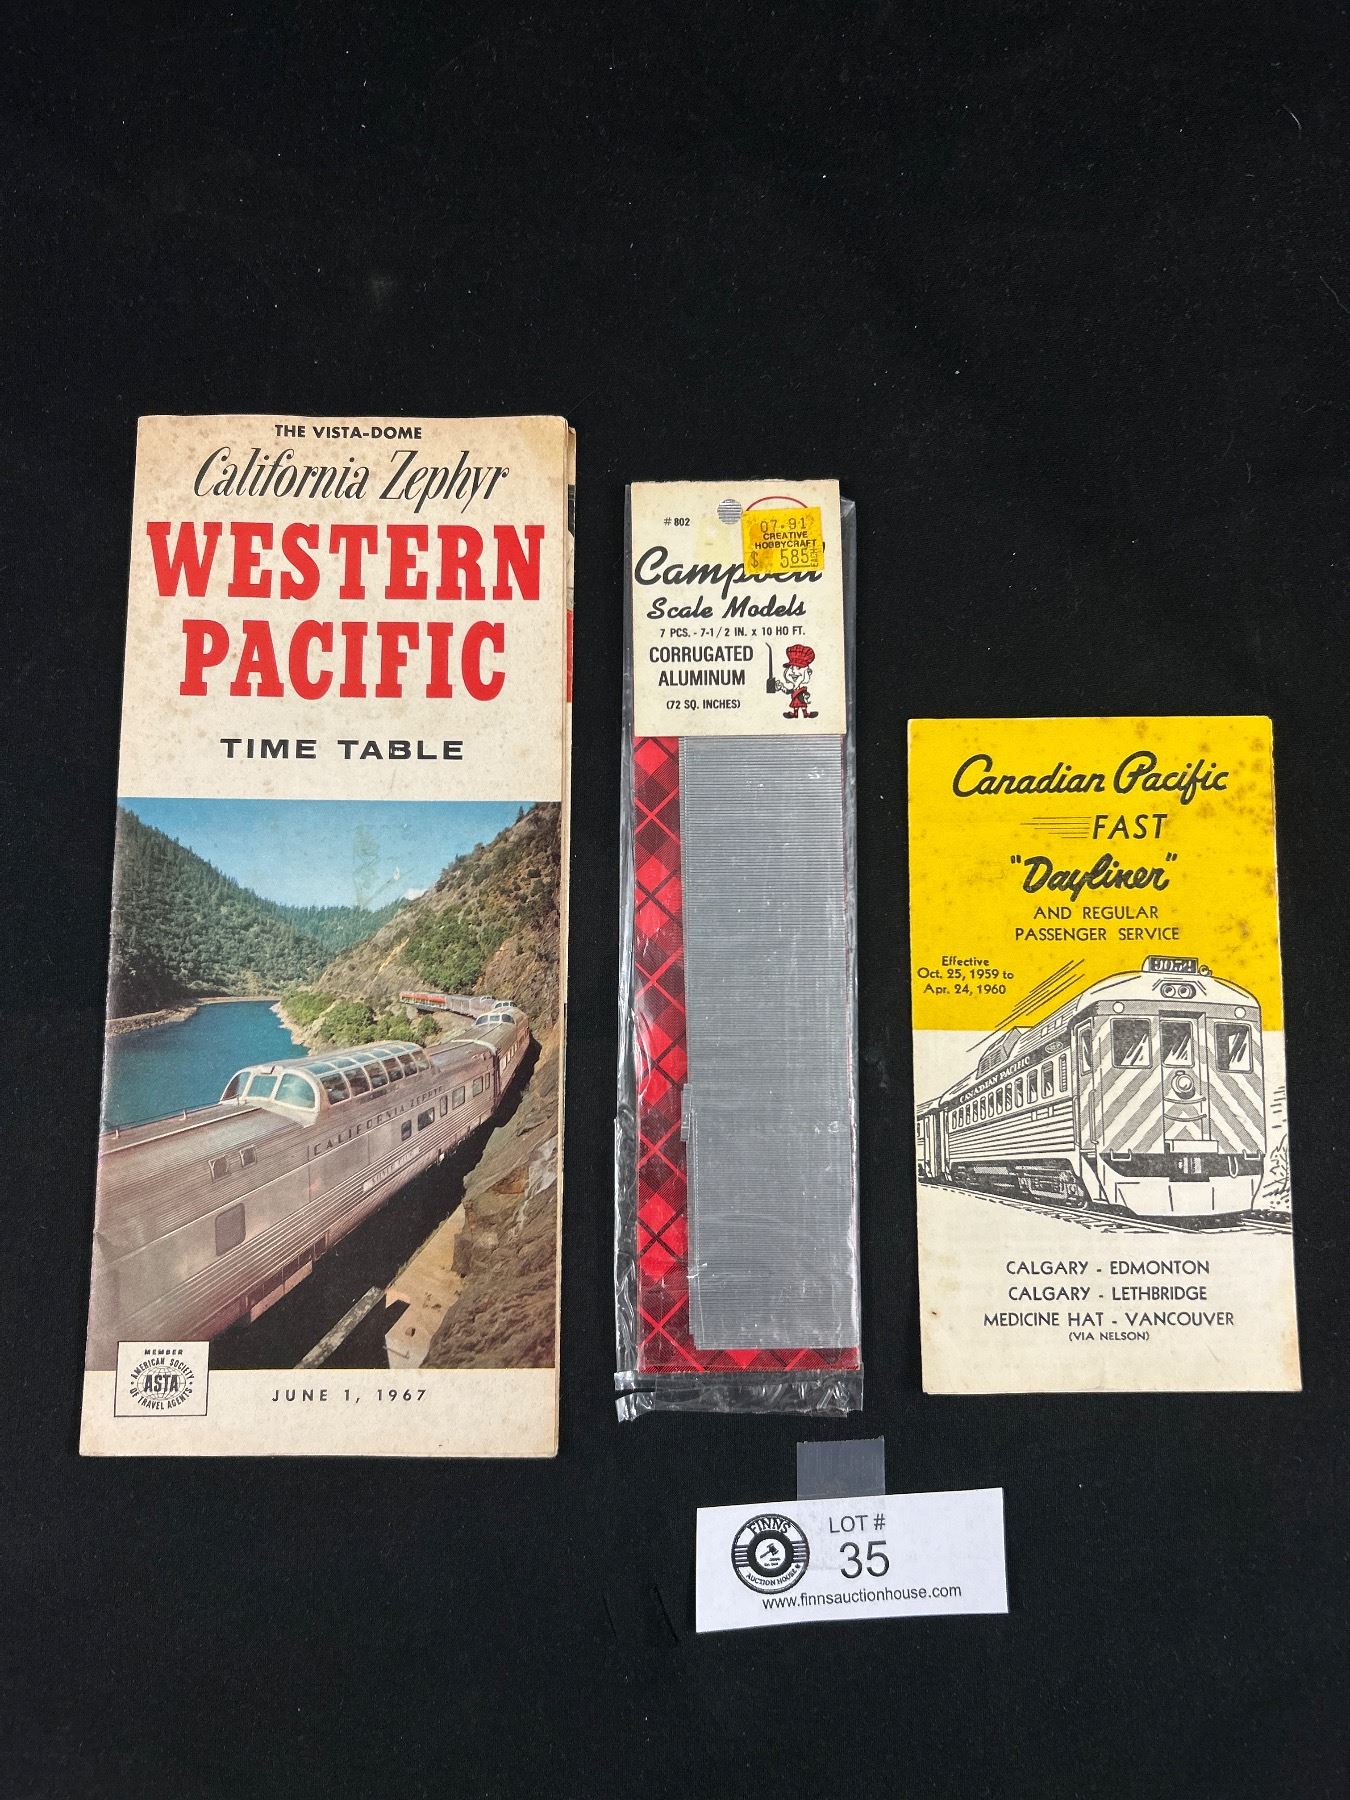 THE VISTA-DOME
California Zephyr
WESTERN
PACIFIC
TIME TABLE
CALIFORNIA ZEPHYR
MEMBER
AMERICAN SOCIETY
ASTA
OF TRAVEL AGENTS
JUNE 1, 1967
#802
07-91
CREATIVE
HOBBYCRAFT
$ 5.85 EACH
Campbell
Scale Models
7 PCS. - 7-1/2 IN. x 10 HO FT.
CORRUGATED
ALUMINUM
(72 SQ. INCHES)
Canadian Pacific
FAST
"Dayliner"
AND REGULAR
PASSENGER SERVICE
Effective
Oct. 25, 1959 to
Apr. 24, 1960
CANADIAN PACIFIC
CALGARY - EDMONTON
CALGARY - LETHBRIDGE
MEDICINE HAT - VANCOUVER
(VIA NELSON)
FINNS
AUCTION HOUSE
LOT #
35
www.finnsauctionhouse.com